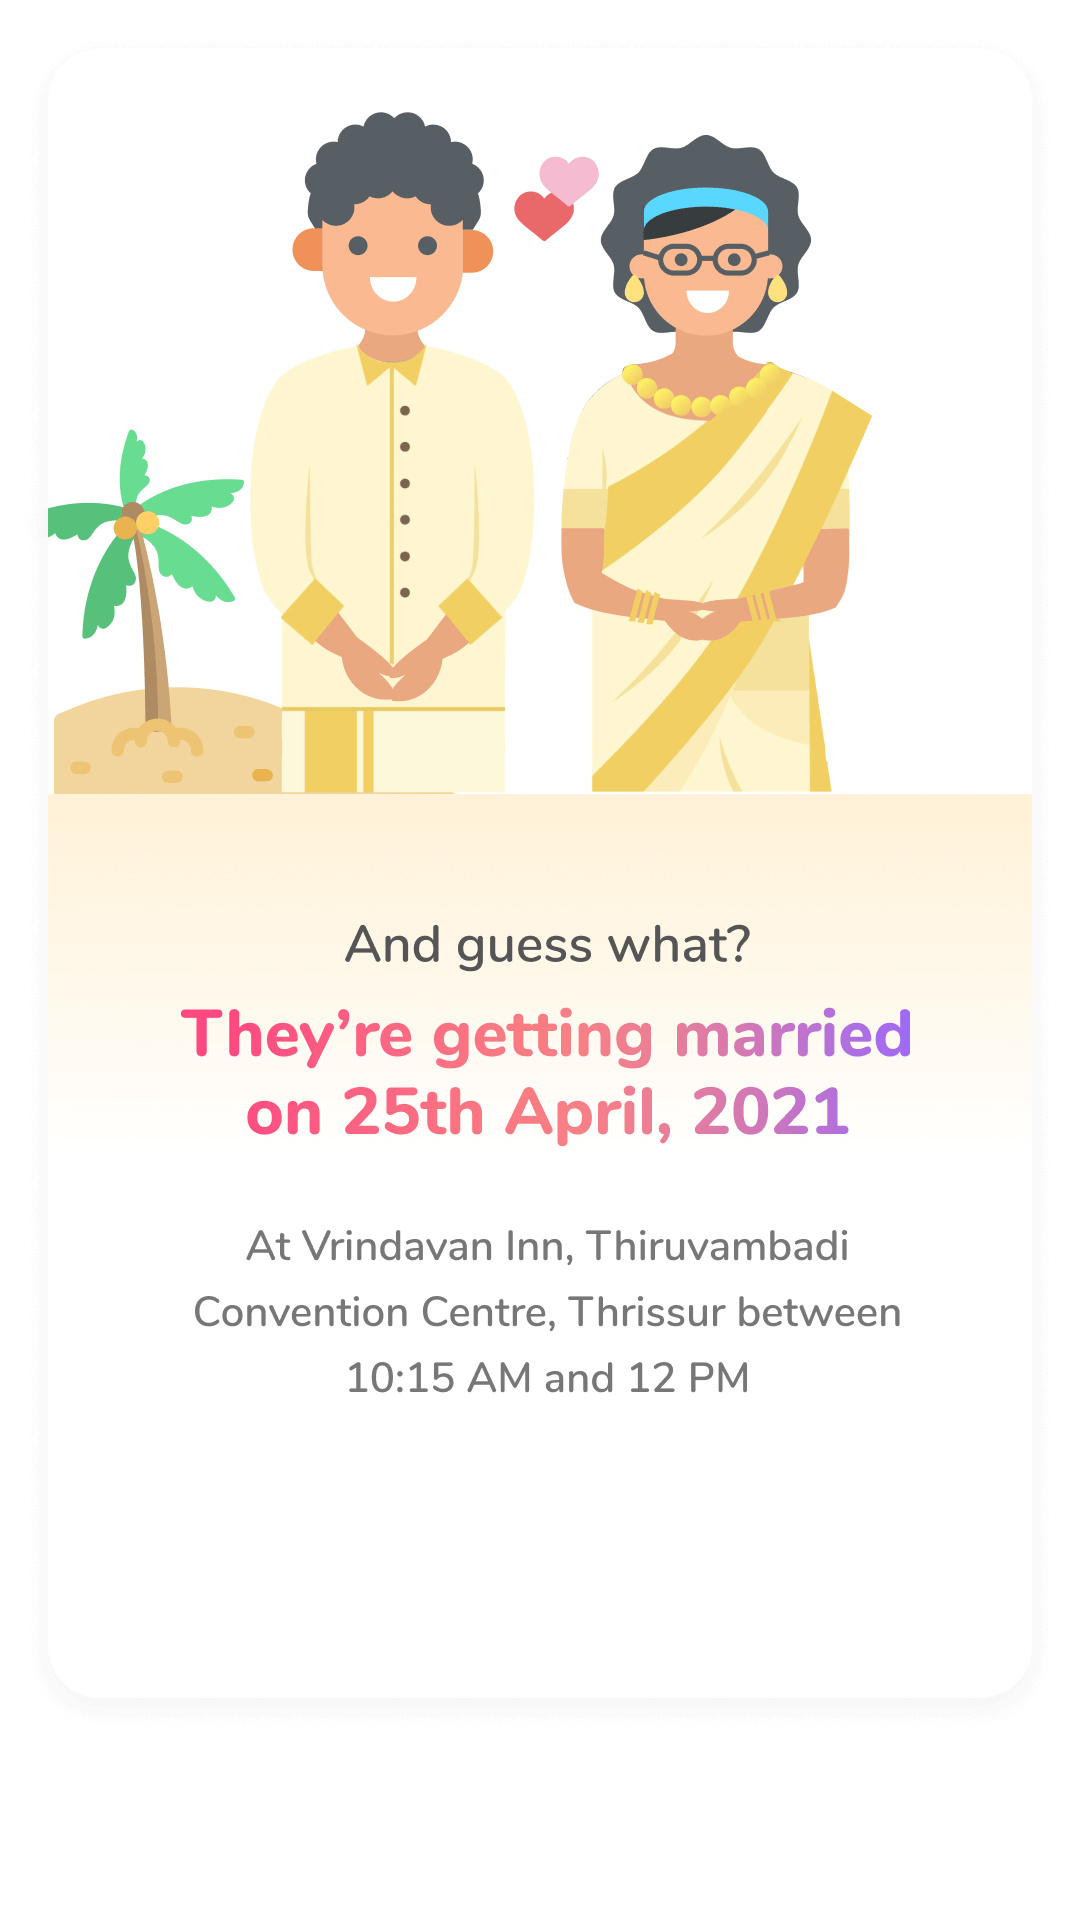 And guess what?
They’re getting married
on 25th April, 2021
At Vrindavan Inn, Thiruvambadi
Convention Centre, Thrissur between
10:15 AM and 12 PM